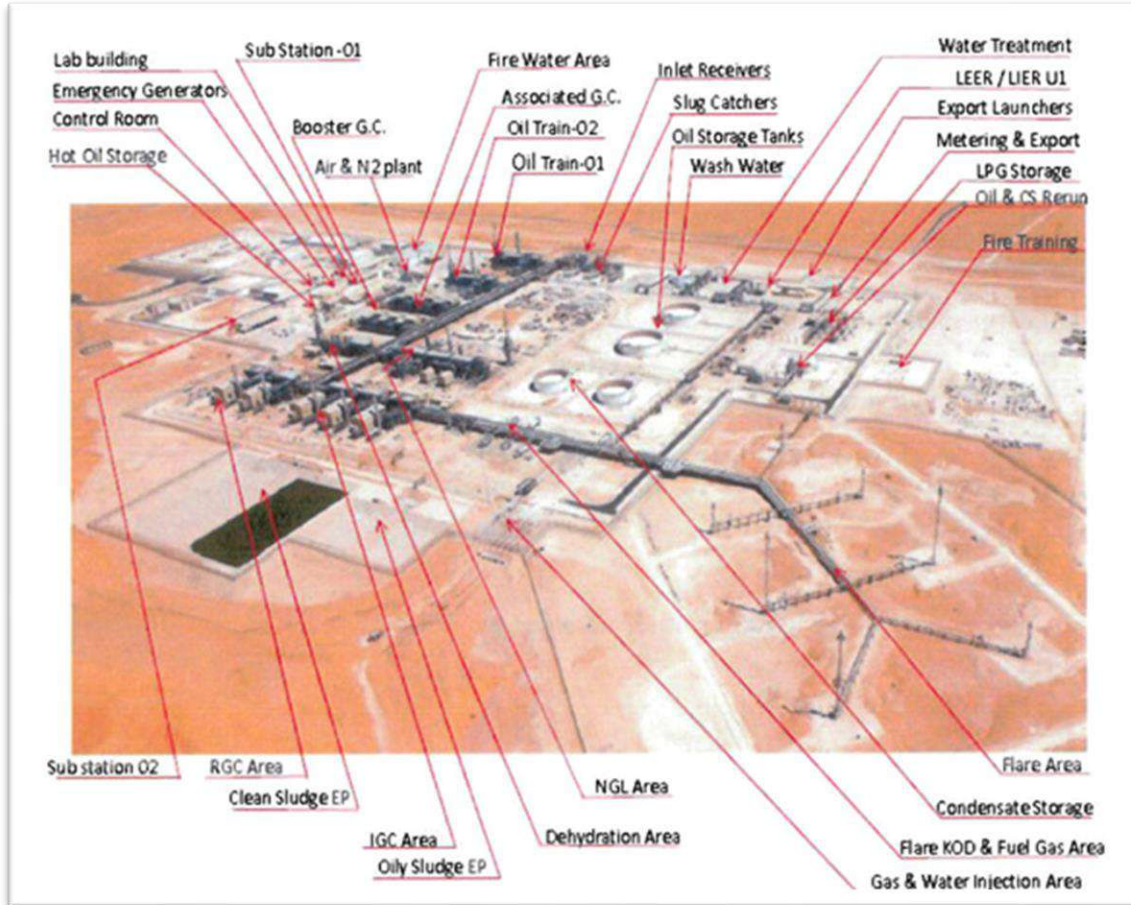 Sub Station -01
Lab building
Emergency Generators
Control Room
Hot Oil Storage
Booster G.C.
Air & N2 plant
Fire Water Area
Associated G.C.
Oil Train-02
Oil Train-01
Inlet Receivers
Slug Catchers
Oil Storage Tanks
Wash Water
Water Treatment
LEER / LIER U1
Export Launchers
Metering & Export
LPG Storage
Oil & CS Rerun
Fire Training
Sub station 02
RGC Area
Clean Sludge EP
IGC Area
Oily Sludge EP
Dehydration Area
NGL Area
Flare Area
Condensate Storage
Flare KOD & Fuel Gas Area
Gas & Water Injection Area